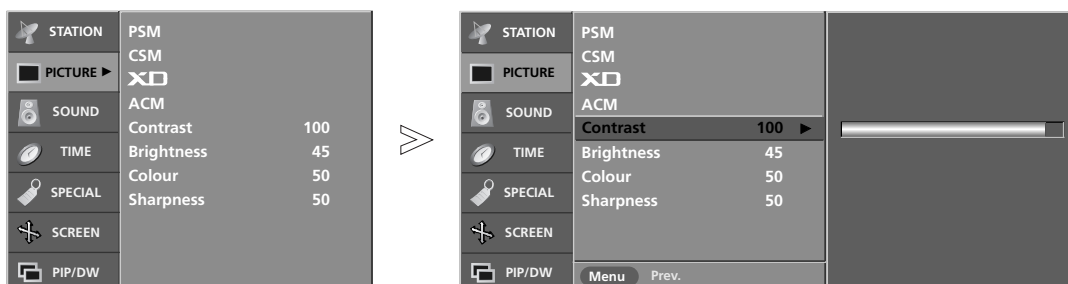 STATION
PICTURE ►
SOUND
TIME
SPECIAL
SCREEN
PIP/DW
PSM
CSM
XD
ACM
Contrast 100
Brightness 45
Colour 50
Sharpness 50
STATION
PICTURE
SOUND
TIME
SPECIAL
SCREEN
PIP/DW
PSM
CSM
XD
ACM
Contrast 100 ►
Brightness 45
Colour 50
Sharpness 50
Menu Prev.